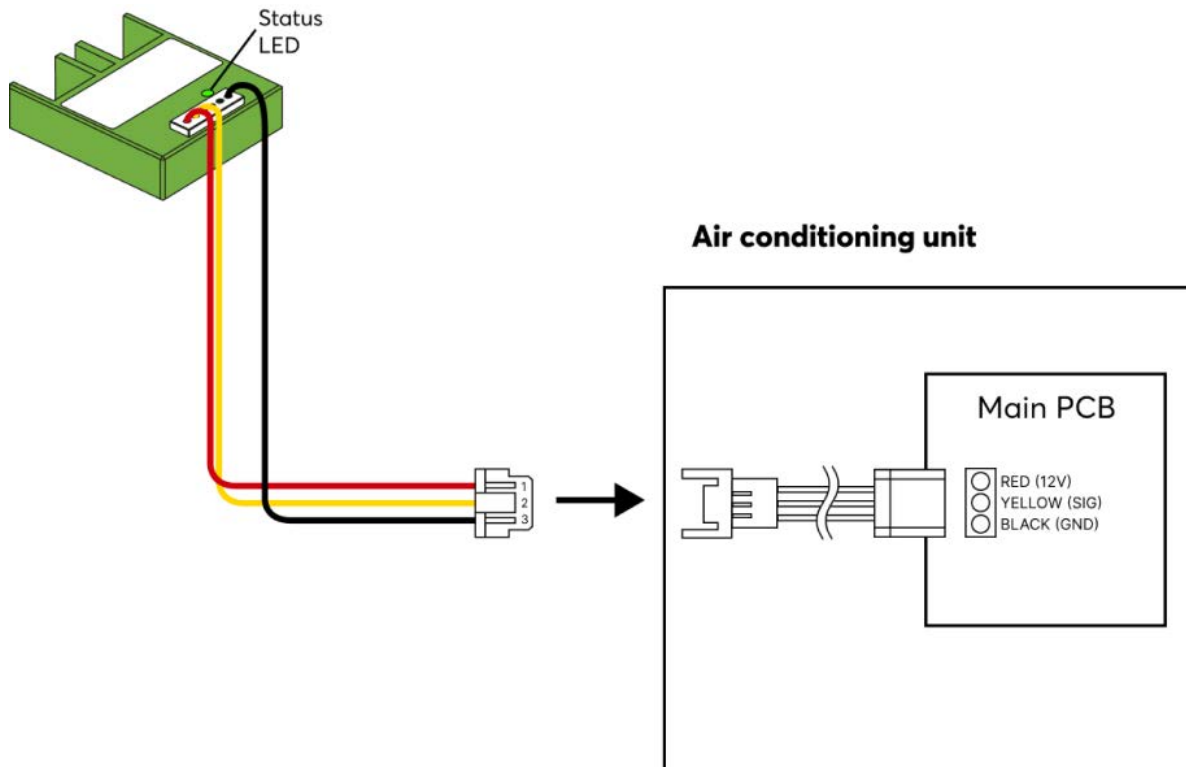 Status
LED
Air conditioning unit
Main PCB
RED (12V)
YELLOW (SIG)
BLACK (GND)
1
2
3